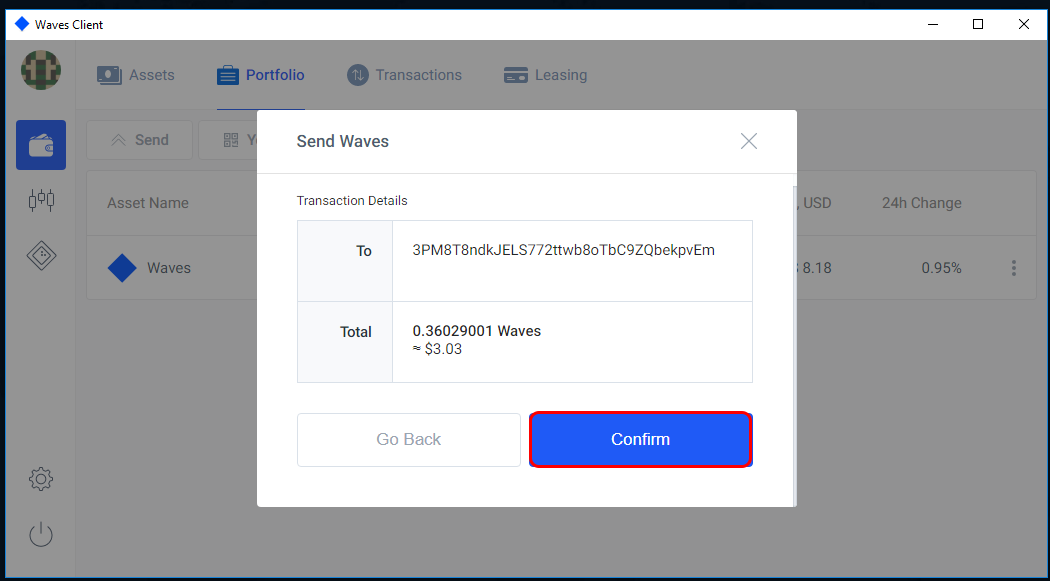 Waves Client
Assets
Portfolio
Transactions
Leasing
Send
Asset Name
USD
24h Change
Waves
8.18
0.95%
Send Waves
Transaction Details
To
3PM8T8ndkJELS772ttwb8oTbC9ZQbekpvEm
Total
0.36029001 Waves
≈ $3.03
Go Back
Confirm